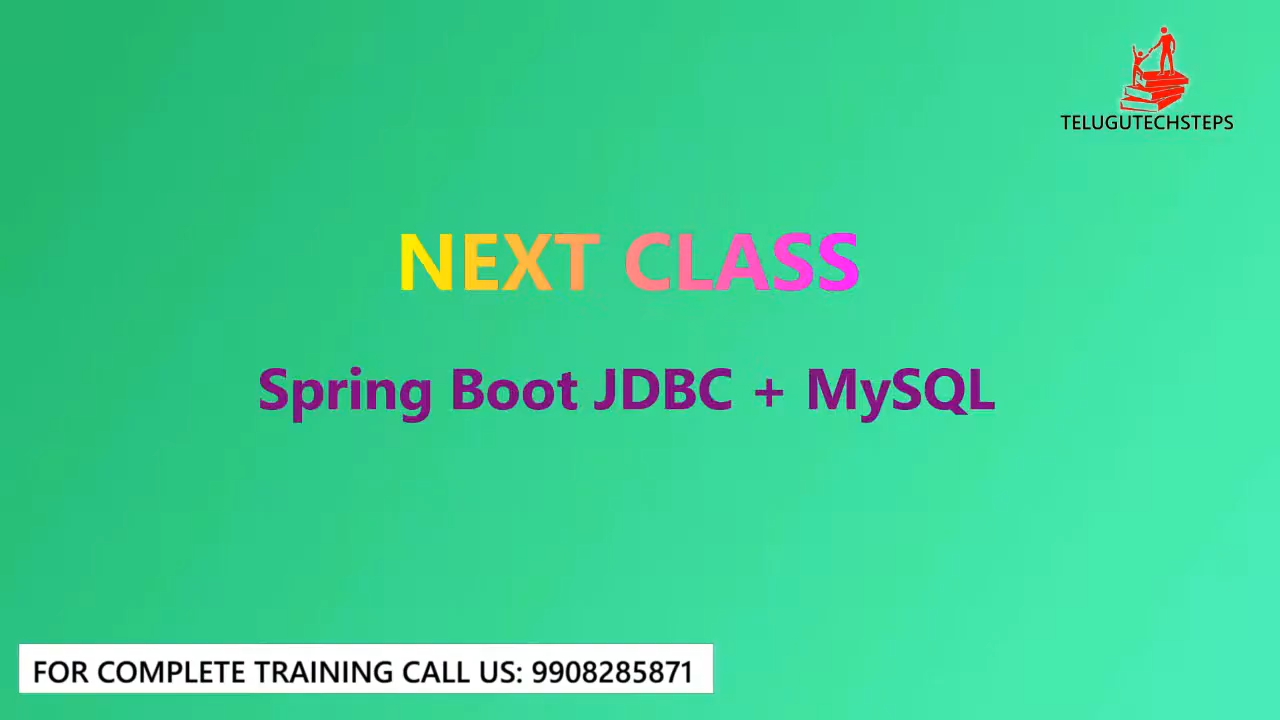 TELUGUTECHSTEPS
NEXT CLASS
Spring Boot JDBC + MySQL
FOR COMPLETE TRAINING CALL US: 9908285871